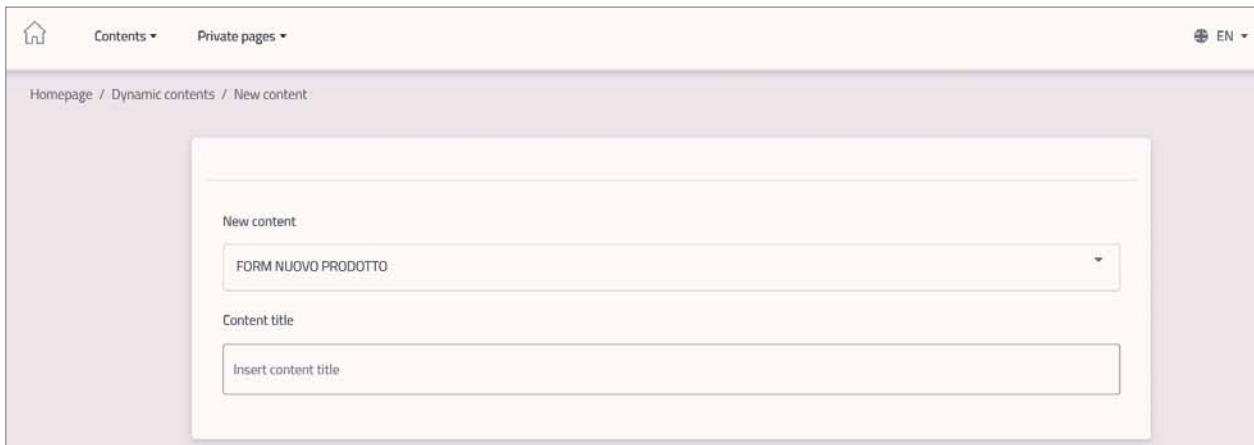 Contents
Private pages
EN
Homepage / Dynamic contents / New content
New content
FORM NUOVO PRODOTTO
Content title
Insert content title